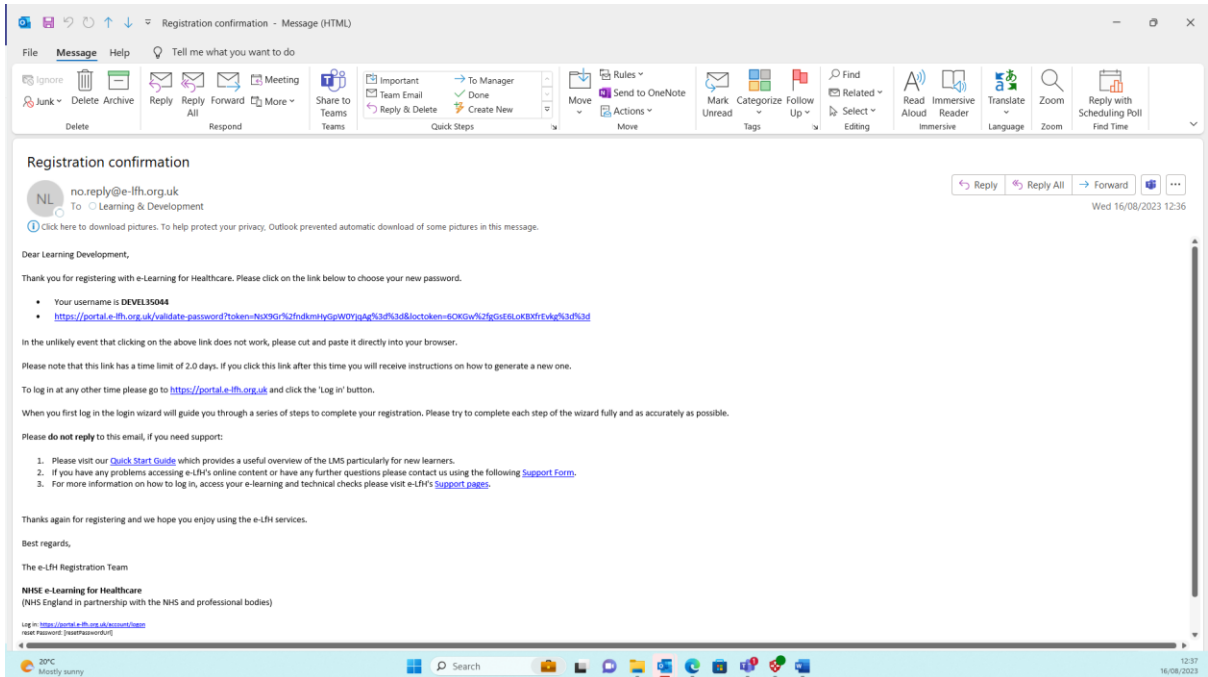 Registration confirmation - Message (HTML)
File Message Help Tell me what you want to do
Ignore
Junk
Delete Archive
Reply Reply All Forward
Meeting
More
Share to Teams
Important
Team Email
Reply & Delete
To Manager
Done
Create New
Move
Rules
Send to OneNote
Actions
Mark Unread Categorize Follow Up
Find
Related
Select
Read Aloud Immersive Reader
Translate
Zoom
Reply with Scheduling Poll
Delete Respond Teams Quick Steps Move Tags Editing Immersive Language Zoom Find Time
Registration confirmation
NL
no.reply@e-lfh.org.uk
To Learning & Development
Reply Reply All Forward
Wed 16/08/2023 12:36
Click here to download pictures. To help protect your privacy, Outlook prevented automatic download of some pictures in this message.
Dear Learning Development,
Thank you for registering with e-Learning for Healthcare. Please click on the link below to choose your new password.
• Your username is DEVEL35044
• https://portal.e-lfh.org.uk/validate-password?token=NsX9Gr%2fndkmHyGpW0YjqAg%3d%3d&loctoken=6OKGw%2fgGsE6LoKBXfrEvkg%3d%3d
In the unlikely event that clicking on the above link does not work, please cut and paste it directly into your browser.
Please note that this link has a time limit of 2.0 days. If you click this link after this time you will receive instructions on how to generate a new one.
To log in at any other time please go to https://portal.e-lfh.org.uk and click the 'Log in' button.
When you first log in the login wizard will guide you through a series of steps to complete your registration. Please try to complete each step of the wizard fully and as accurately as possible.
Please do not reply to this email, if you need support:
1. Please visit our Quick Start Guide which provides a useful overview of the LMS particularly for new learners.
2. If you have any problems accessing e-LfH's online content or have any further questions please contact us using the following Support Form.
3. For more information on how to log in, access your e-learning and technical checks please visit e-LfH's Support pages.
Thanks again for registering and we hope you enjoy using the e-LfH services.
Best regards,
The e-LfH Registration Team
NHSE e-Learning for Healthcare
(NHS England in partnership with the NHS and professional bodies)
Log in: https://portal.e-lfh.org.uk/account/logon
reset Password: [resetPasswordUrl]
20°C
Mostly sunny
Search
12:37
16/08/2023